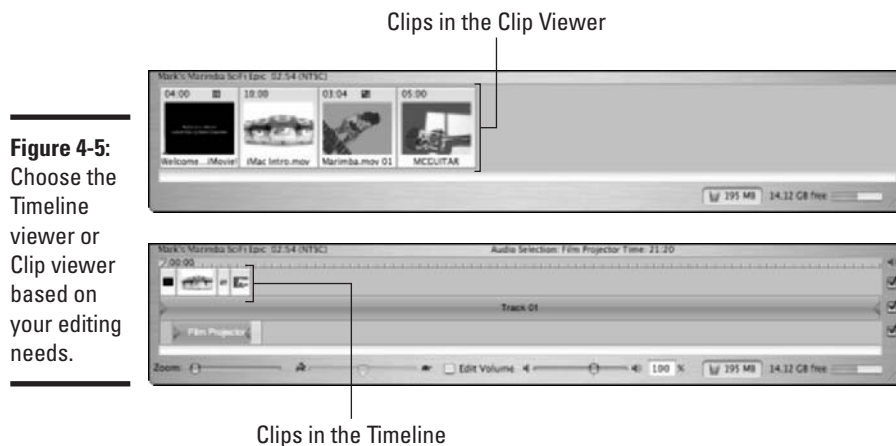 Clips in the Clip Viewer
Mark's Marimba SciFi Epic 02:54 (NTSC)
04:00 18:00 03:04 05:00
Welcome...iMovie! iMac Intro.mov Marimba.mov 01 MCGUITAR
195 MB 14.12 GB free
Figure 4-5:
Choose the
Timeline
viewer or
Clip viewer
based on
your editing
needs.
Mark's Marimba SciFi Epic 02:54 (NTSC) Audio Selection: Film Projector Time: 21:20
00:00
Track 01
Film Projector
Zoom: Edit Volume 100 %
195 MB 14.12 GB free
Clips in the Timeline